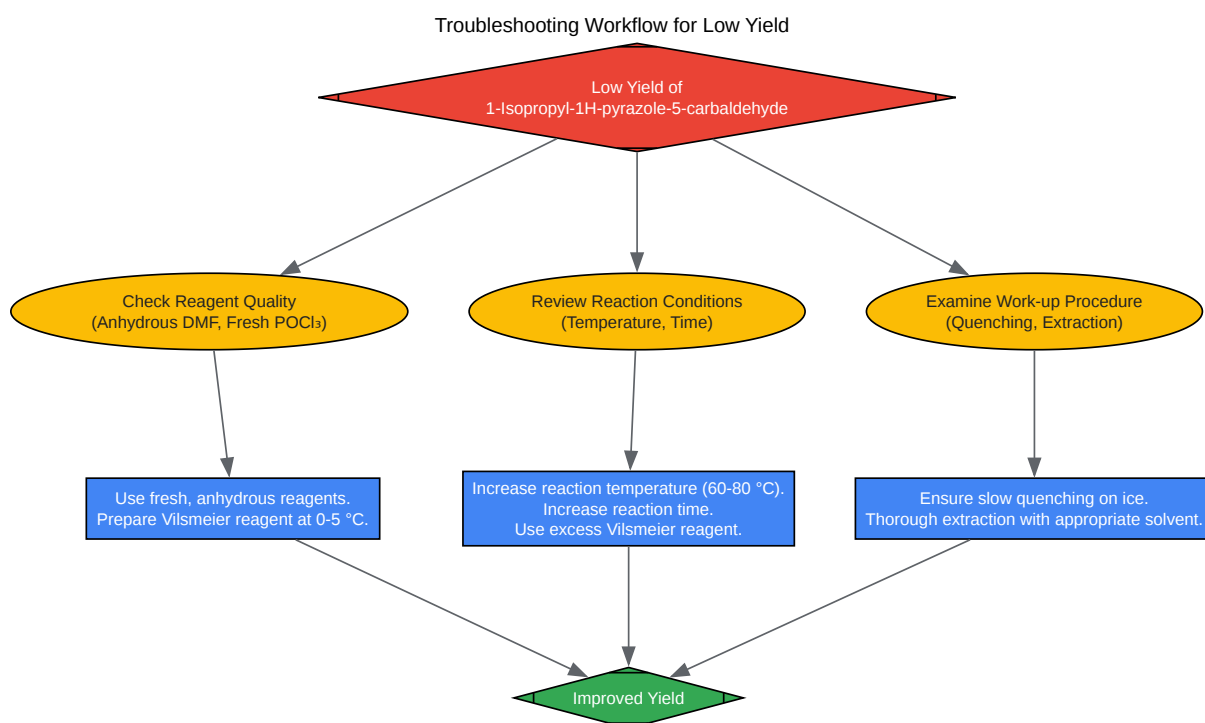 Troubleshooting Workflow for Low Yield
Low Yield of
1-Isopropyl-1H-pyrazole-5-carbaldehyde
Check Reagent Quality
(Anhydrous DMF, Fresh POCl₃)
Review Reaction Conditions
(Temperature, Time)
Examine Work-up Procedure
(Quenching, Extraction)
Use fresh, anhydrous reagents.
Prepare Vilsmeier reagent at 0-5 °C.
Increase reaction temperature (60-80 °C).
Increase reaction time.
Use excess Vilsmeier reagent.
Ensure slow quenching on ice.
Thorough extraction with appropriate solvent.
Improved Yield